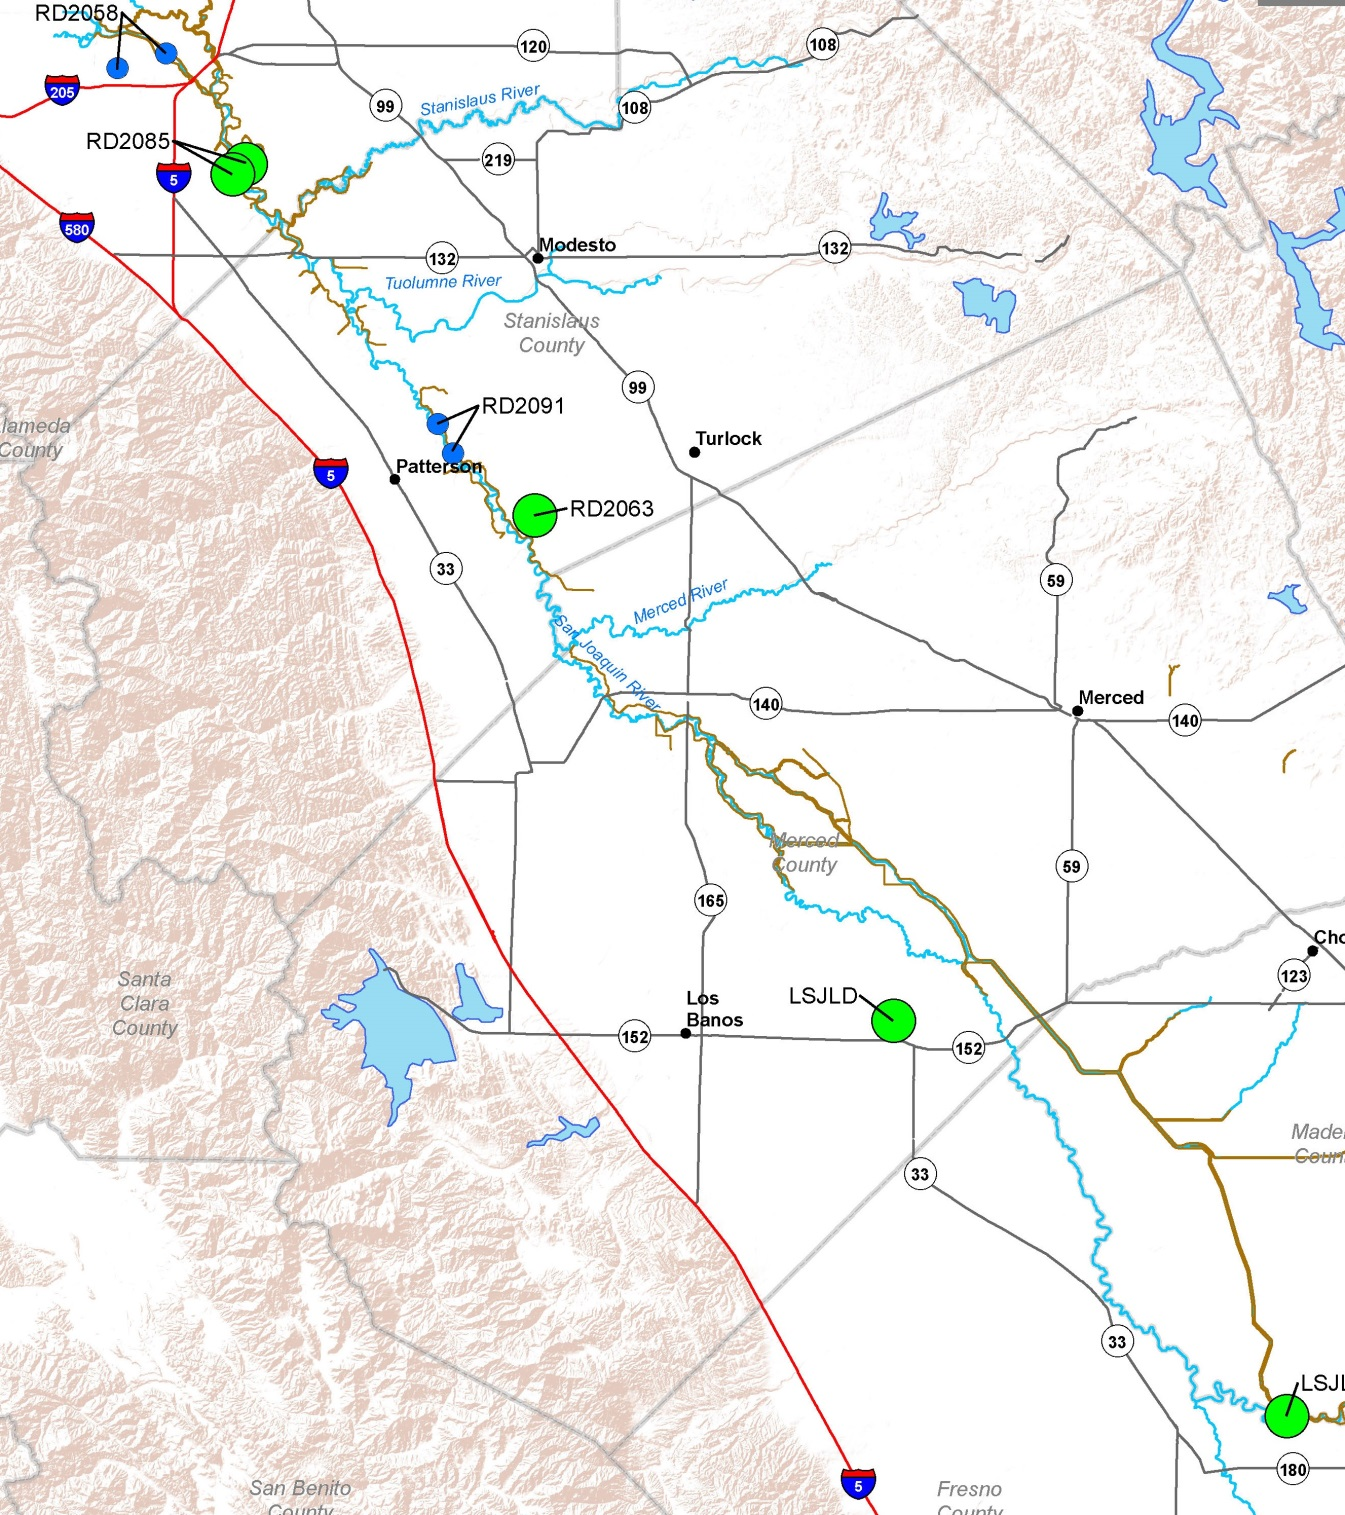 RD2058
120
108
205
99
Stanislaus River
108
RD2085
219
5
580
132
Modesto
132
Tuolumne River
Stanislaus
County
99
RD2091
lameda
County
Turlock
5
Patterson
RD2063
33
59
Merced River
San Joaquin River
140
Merced
140
Merced
County
59
165
Cho
123
Santa
Clara
County
LSJLD
Los
Banos
152
152
Made
Coun
33
33
LSJL
5
180
San Benito
County
Fresno
County